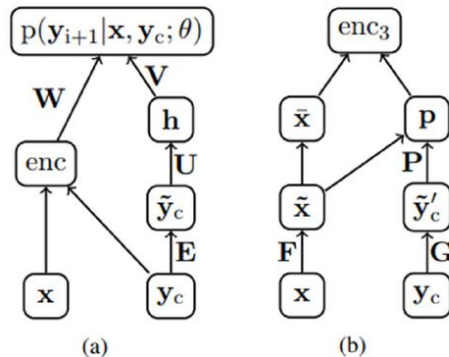 p(y_{i+1}|x, y_c; θ)
enc_3
W
V
h
x̄
p
enc
U
P
ỹ_c
x̃
ỹ′_c
E
F
G
x
y_c
x
y_c
(a)
(b)